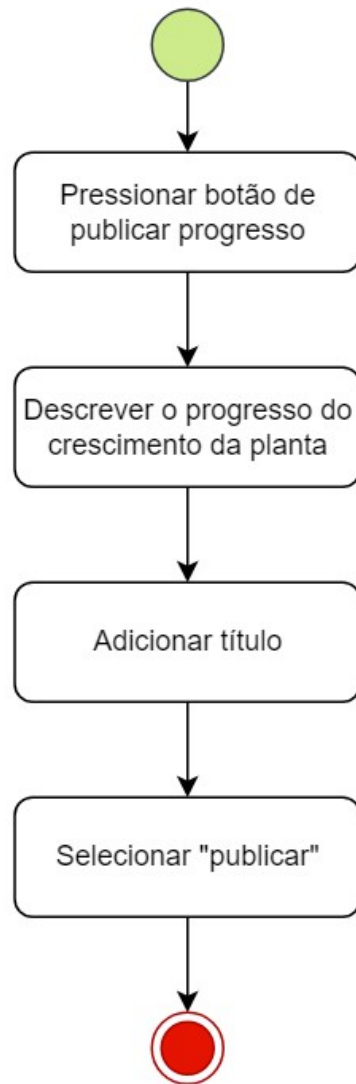 Pressionar botão de
publicar progresso
Descrever o progresso do
crescimento da planta
Adicionar título
Selecionar "publicar"